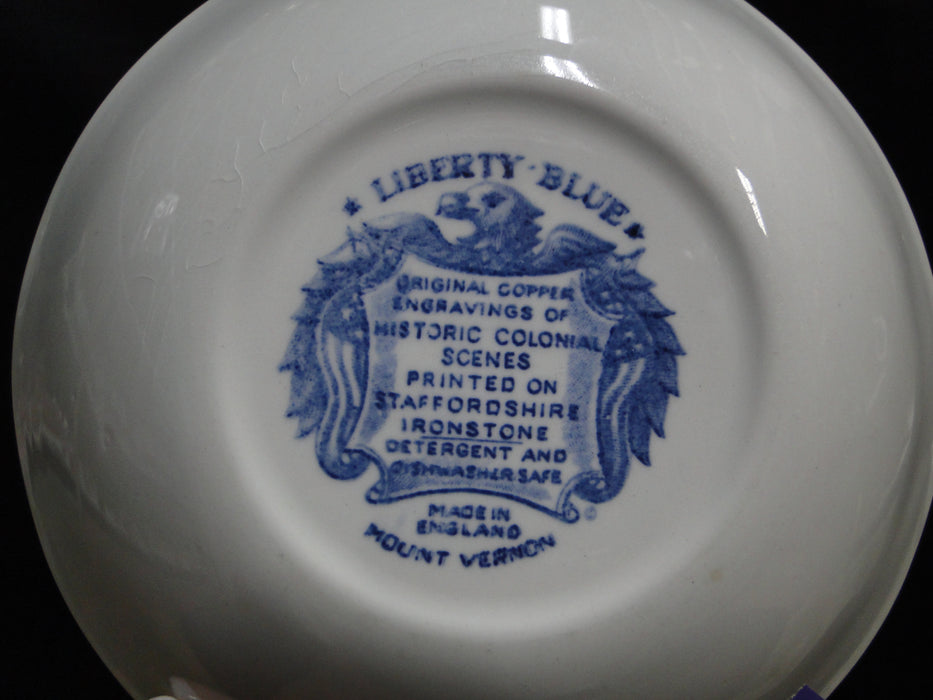 ★ LIBERTY · BLUE ★
ORIGINAL COPPER
ENGRAVINGS OF
HISTORIC COLONIAL
SCENES
PRINTED ON
STAFFORDSHIRE
IRONSTONE
DETERGENT AND
DISHWASHER SAFE
©
MADE IN
ENGLAND
MOUNT VERNON